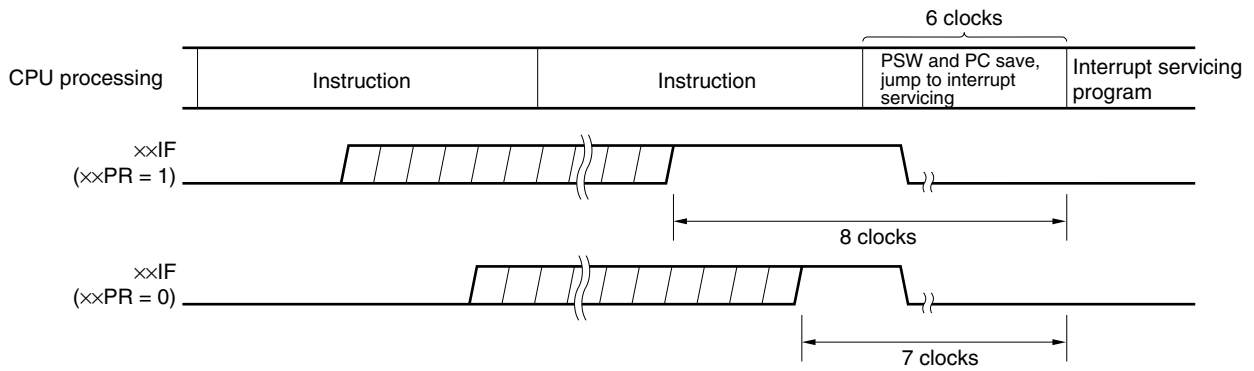 6 clocks
CPU processing
Instruction
Instruction
PSW and PC save,
jump to interrupt
servicing
Interrupt servicing
program
××IF
(××PR = 1)
8 clocks
××IF
(××PR = 0)
7 clocks